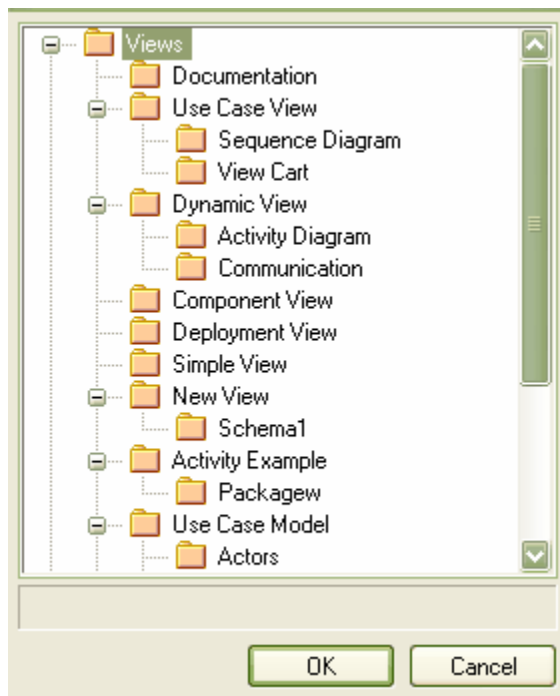 Views
Documentation
Use Case View
Sequence Diagram
View Cart
Dynamic View
Activity Diagram
Communication
Component View
Deployment View
Simple View
New View
Schema1
Activity Example
Packagew
Use Case Model
Actors
OK Cancel